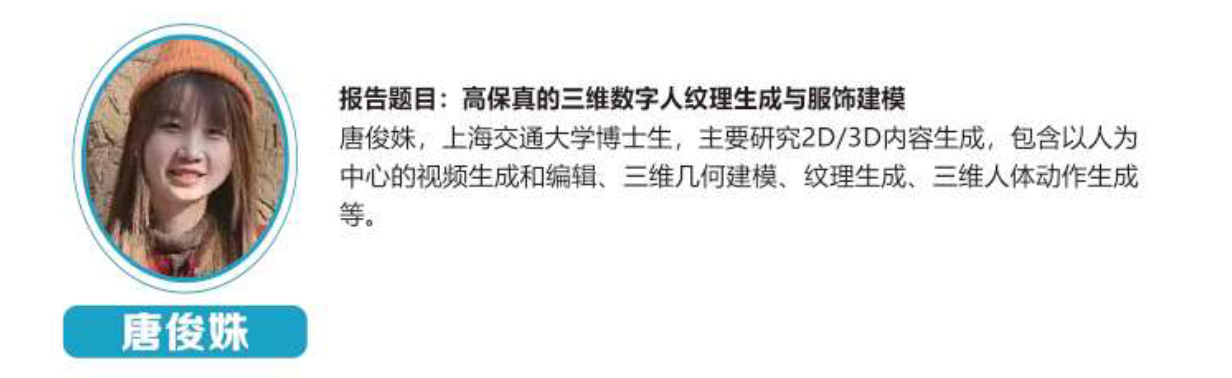 报告题目：高保真的三维数字人纹理生成与服饰建模
唐俊姝，上海交通大学博士生，主要研究2D/3D内容生成，包含以人为
中心的视频生成和编辑、三维几何建模、纹理生成、三维人体动作生成
等。
唐俊姝